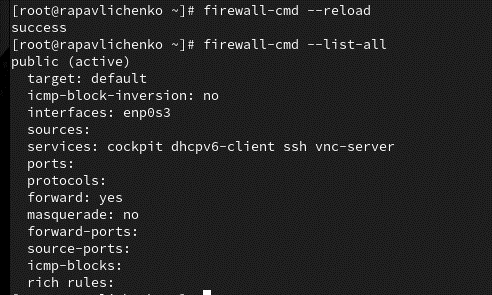 [root@rapavlichenko ~]# firewall-cmd --reload
success
[root@rapavlichenko ~]# firewall-cmd --list-all
public (active)
  target: default
  icmp-block-inversion: no
  interfaces: enp0s3
  sources:
  services: cockpit dhcpv6-client ssh vnc-server
  ports:
  protocols:
  forward: yes
  masquerade: no
  forward-ports:
  source-ports:
  icmp-blocks:
  rich rules: